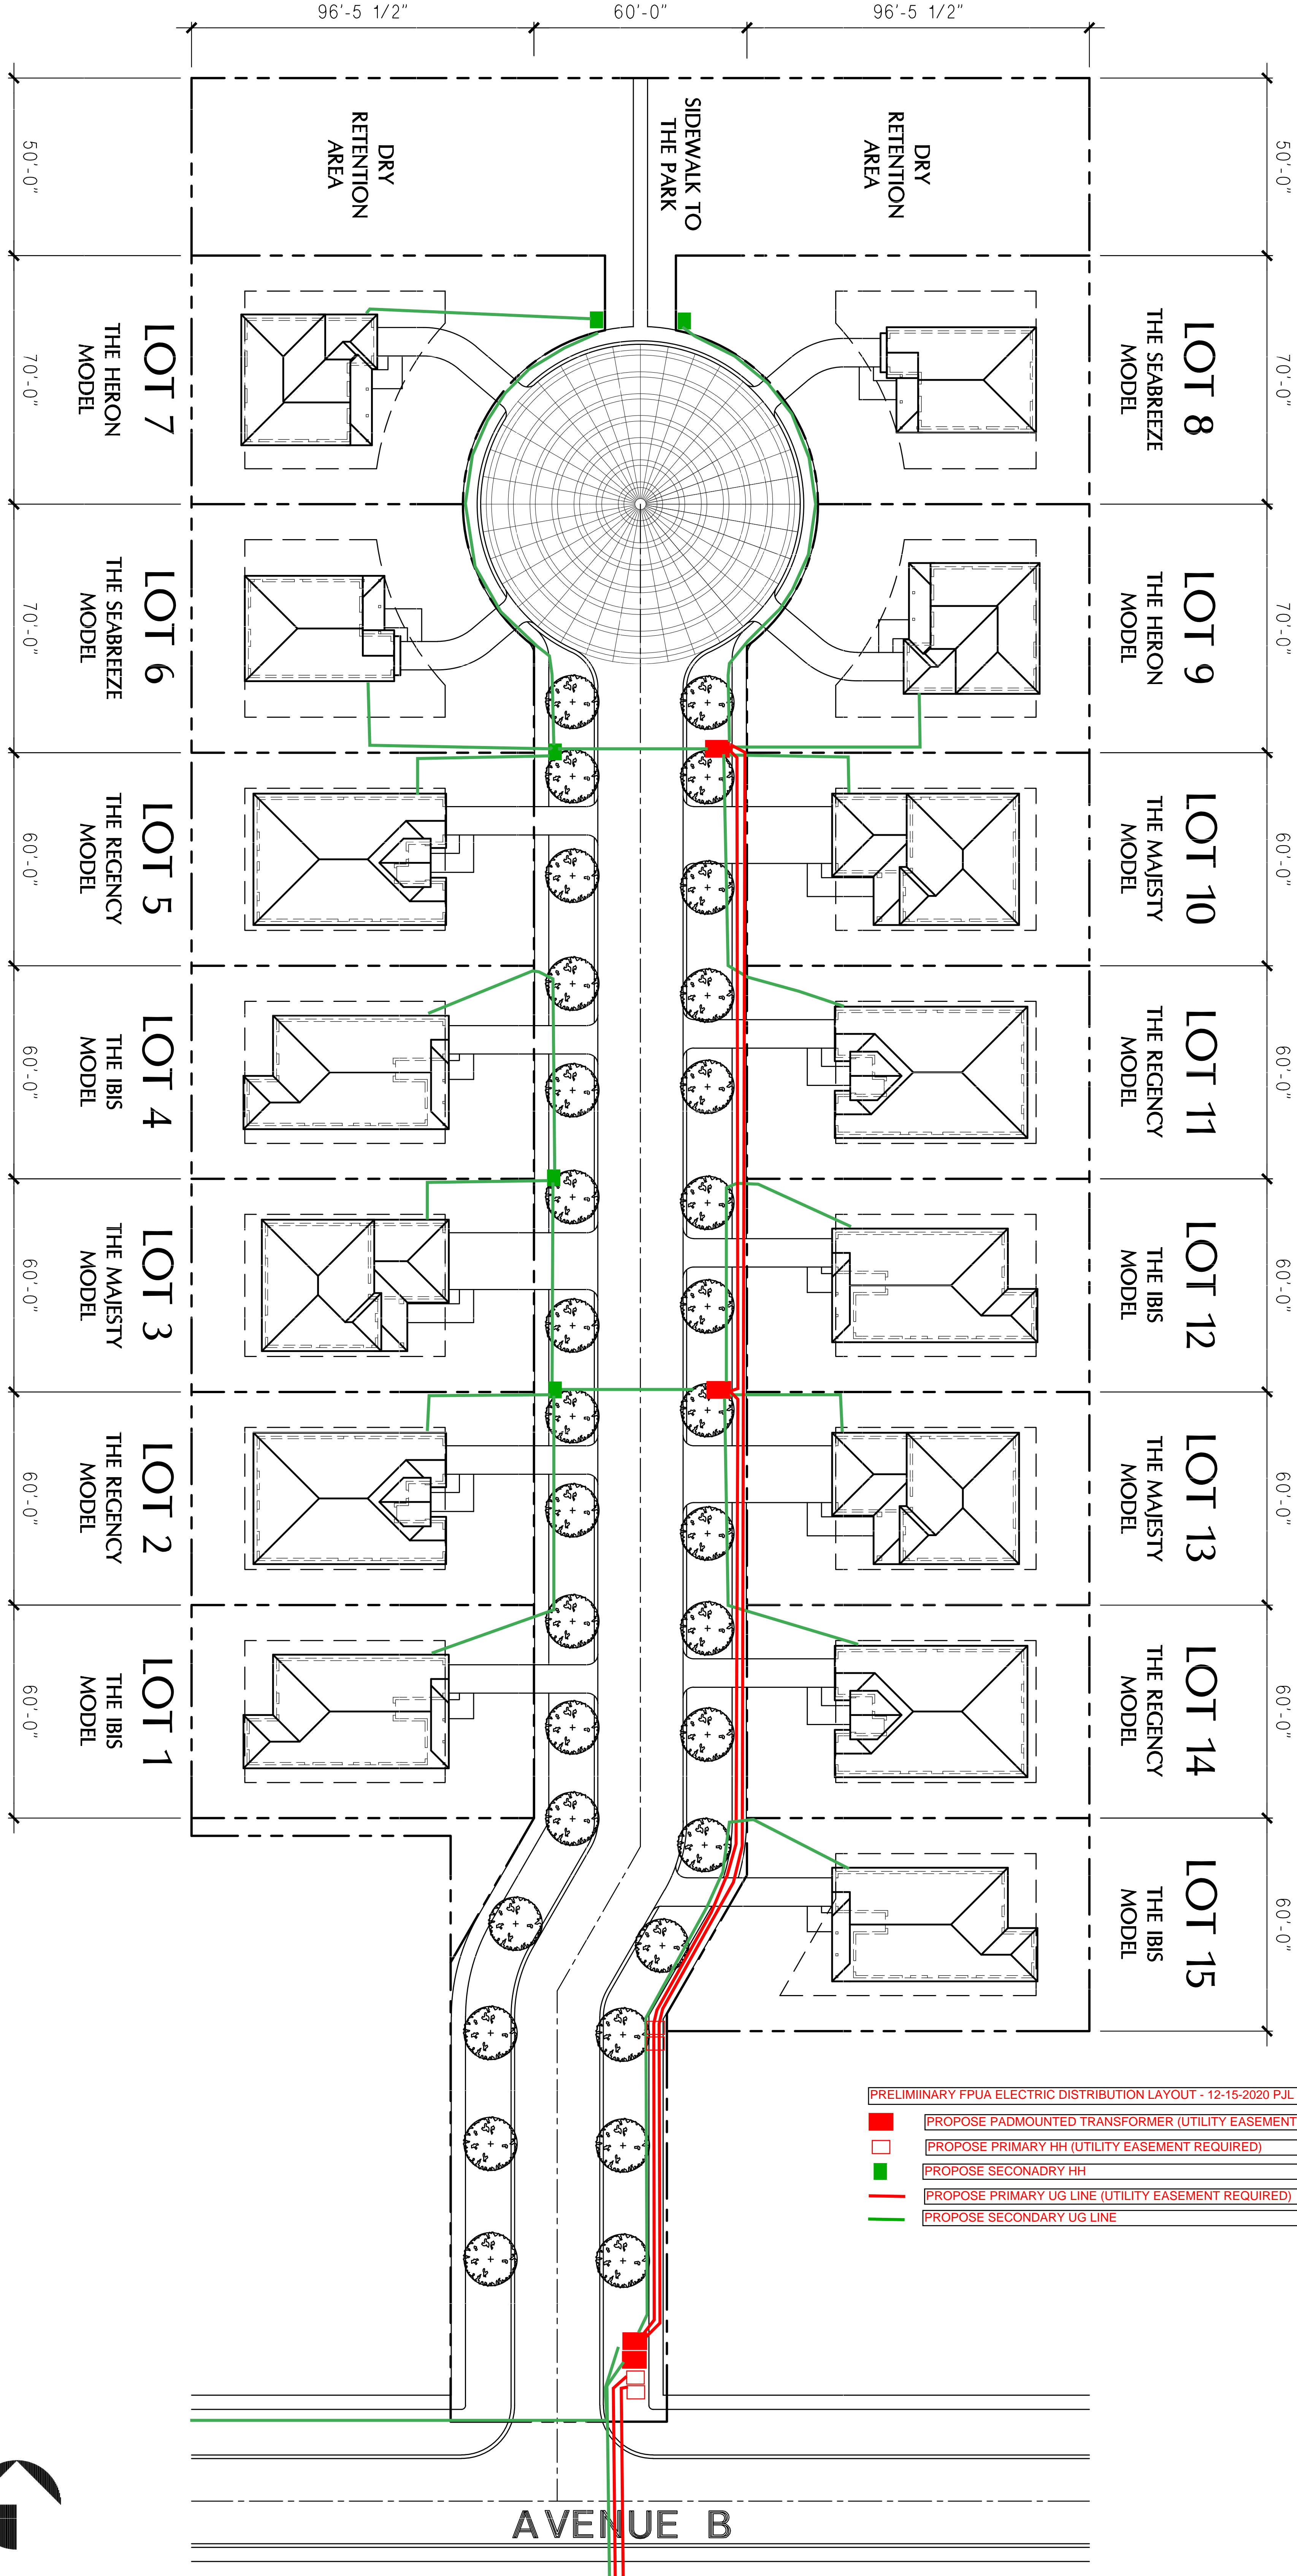 96'-5 1/2"
60'-0"
96'-5 1/2"
50'-0"
50'-0"
DRY
RETENTION
AREA
SIDEWALK TO
THE PARK
DRY
RETENTION
AREA
70'-0"
LOT 7
THE HERON
MODEL
LOT 8
THE SEABREEZE
MODEL
70'-0"
70'-0"
LOT 6
THE SEABREEZE
MODEL
LOT 9
THE HERON
MODEL
70'-0"
60'-0"
LOT 5
THE REGENCY
MODEL
LOT 10
THE MAJESTY
MODEL
60'-0"
60'-0"
LOT 4
THE IBIS
MODEL
LOT 11
THE REGENCY
MODEL
60'-0"
60'-0"
LOT 3
THE MAJESTY
MODEL
LOT 12
THE IBIS
MODEL
60'-0"
60'-0"
LOT 2
THE REGENCY
MODEL
LOT 13
THE MAJESTY
MODEL
60'-0"
60'-0"
LOT 1
THE IBIS
MODEL
LOT 14
THE REGENCY
MODEL
60'-0"
LOT 15
THE IBIS
MODEL
60'-0"
PRELIMIINARY FPUA ELECTRIC DISTRIBUTION LAYOUT - 12-15-2020 PJL
PROPOSE PADMOUNTED TRANSFORMER (UTILITY EASEMENT
PROPOSE PRIMARY HH (UTILITY EASEMENT REQUIRED)
PROPOSE SECONADRY HH
PROPOSE PRIMARY UG LINE (UTILITY EASEMENT REQUIRED)
PROPOSE SECONDARY UG LINE
AVENUE B